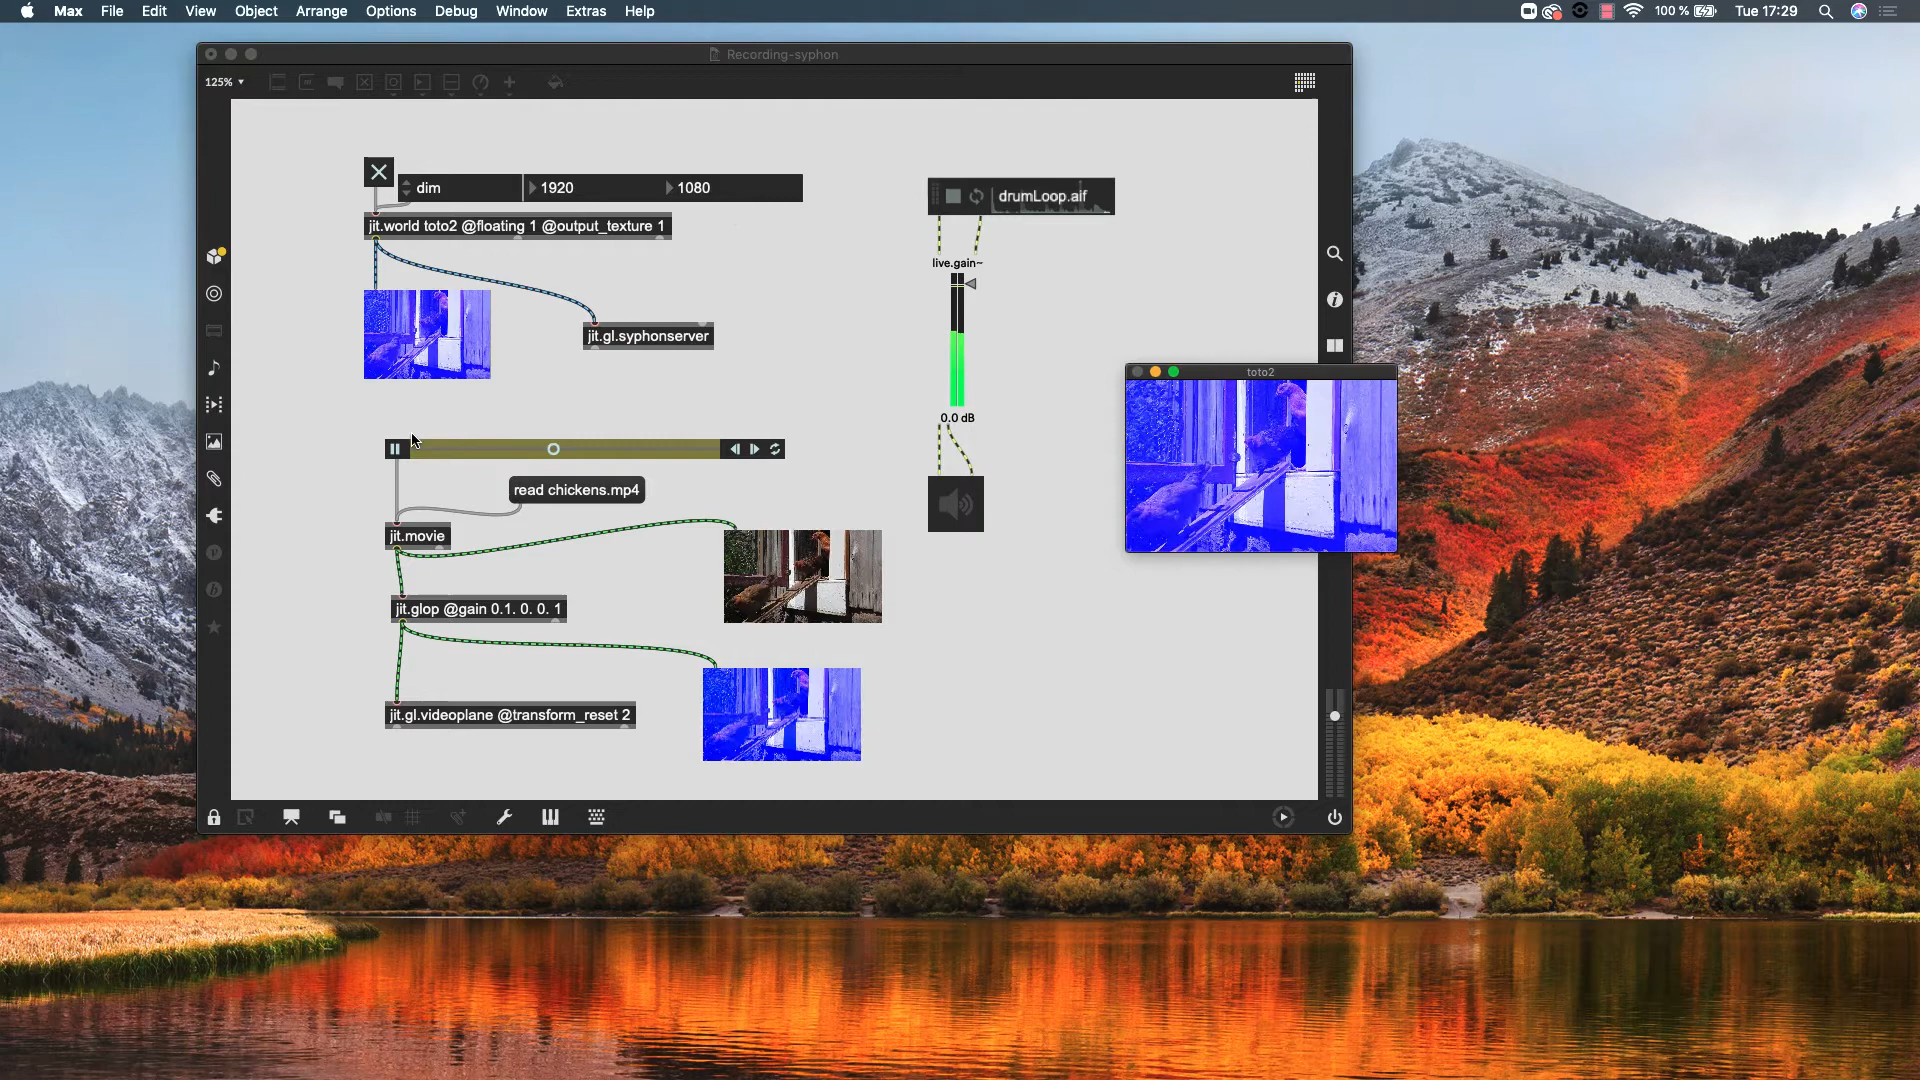 Max File Edit View Object Arrange Options Debug Window Extras Help
100 % Tue 17:29
Recording-syphon
125%
dim 1920 1080
jit.world toto2 @floating 1 @output_texture 1
jit.gl.syphonserver
read chickens.mp4
jit.movie
jit.glop @gain 0.1. 0. 0. 1
jit.gl.videoplane @transform_reset 2
drumLoop.aif
live.gain~
0.0 dB
toto2